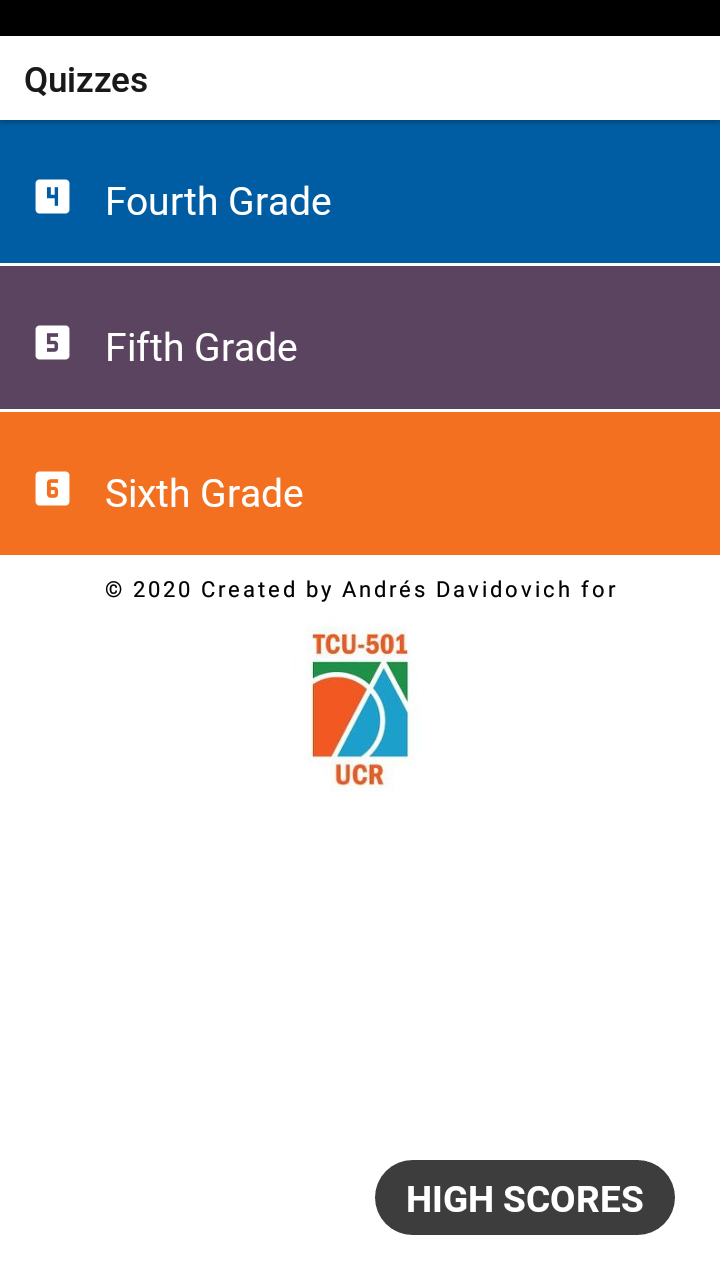 Quizzes
4 Fourth Grade
5 Fifth Grade
6 Sixth Grade
© 2020 Created by Andrés Davidovich for
TCU-501
UCR
HIGH SCORES